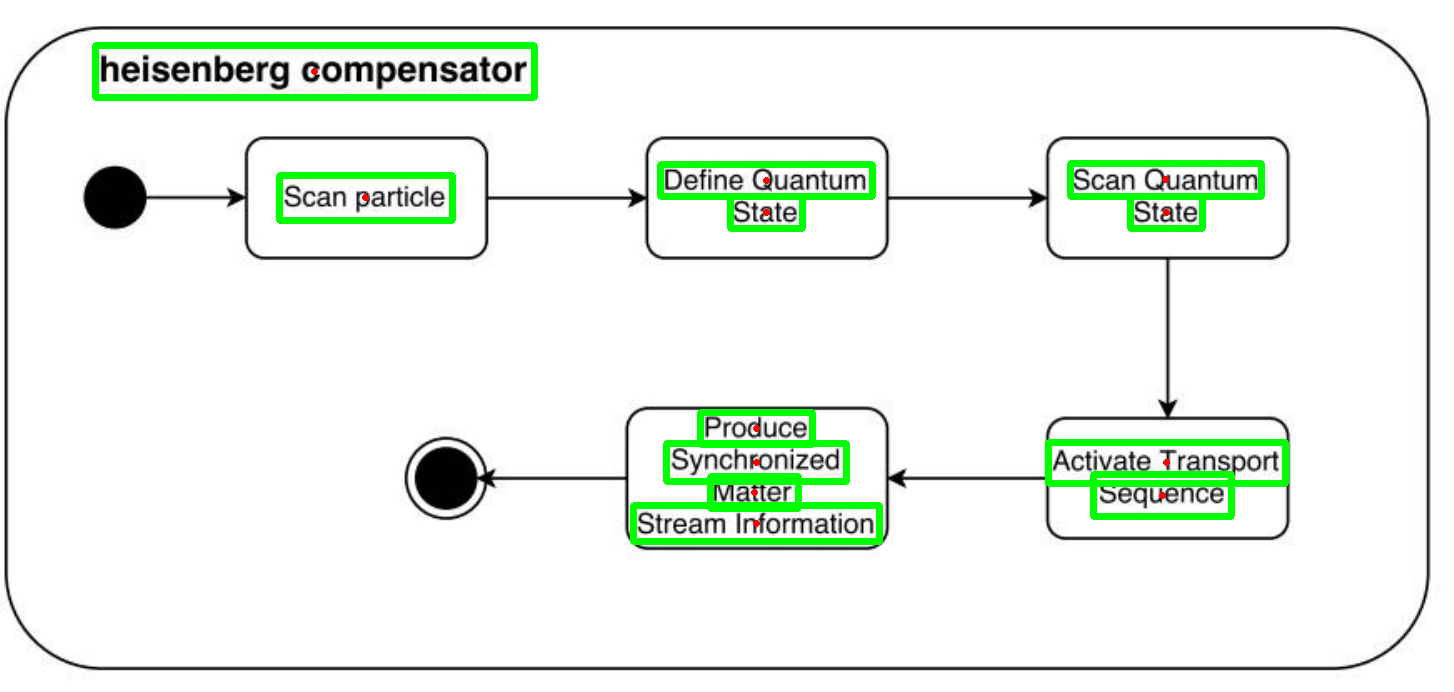 heisenberg compensator
Scan particle
Define Quantum
State
Scan Quantum
State
Activate Transport
Sequence
Produce
Synchronized
Matter
Stream Information